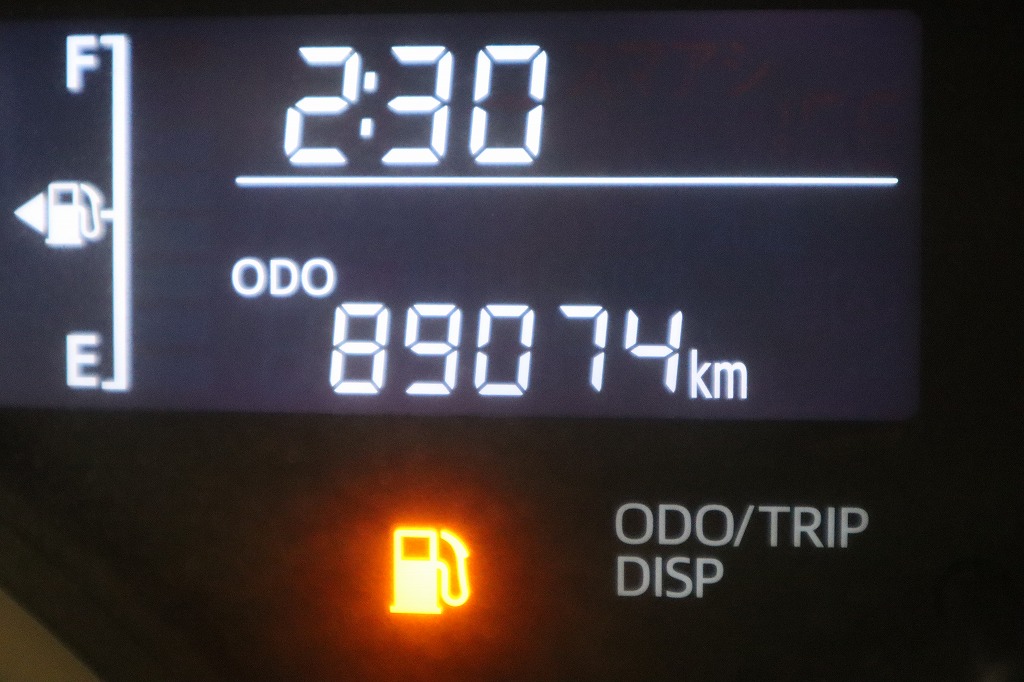 F
2:30
ODO
89074km
E
ODO/TRIP
DISP